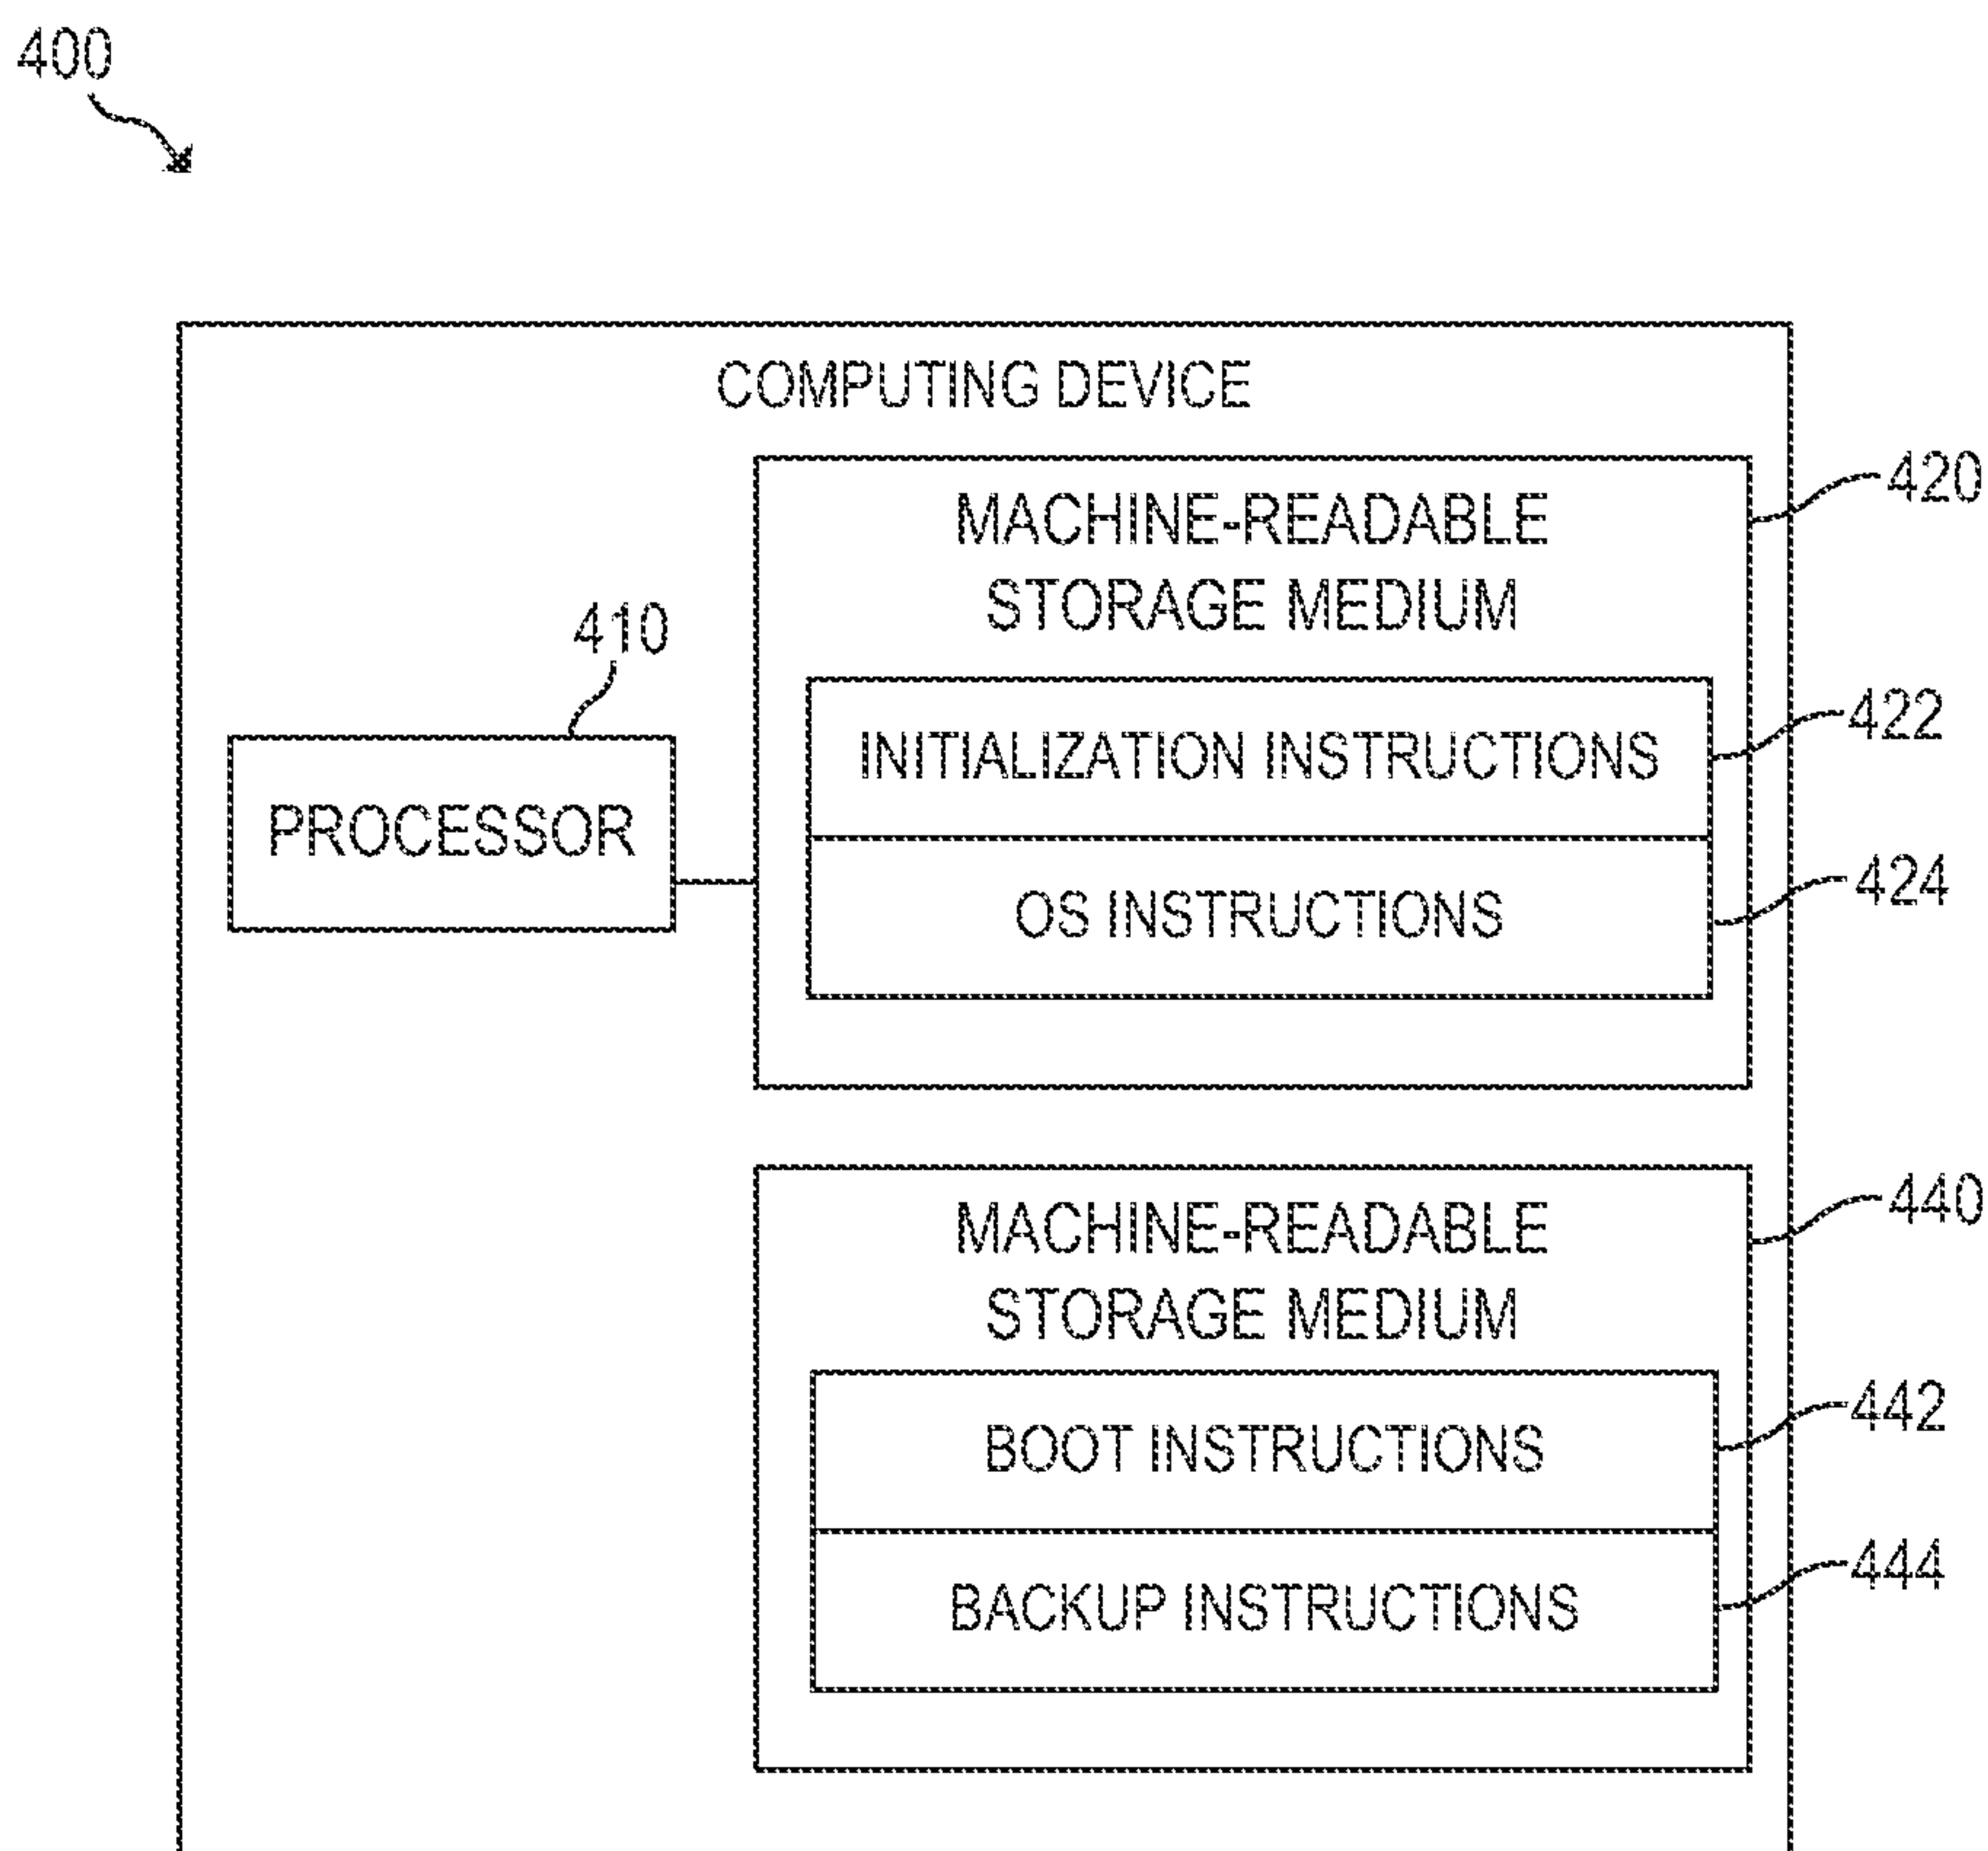 400
COMPUTING DEVICE
420
MACHINE-READABLE
STORAGE MEDIUM
410
422
INITIALIZATION INSTRUCTIONS
PROCESSOR
424
OS INSTRUCTIONS
440
MACHINE-READABLE
STORAGE MEDIUM
442
BOOT INSTRUCTIONS
444
BACKUP INSTRUCTIONS